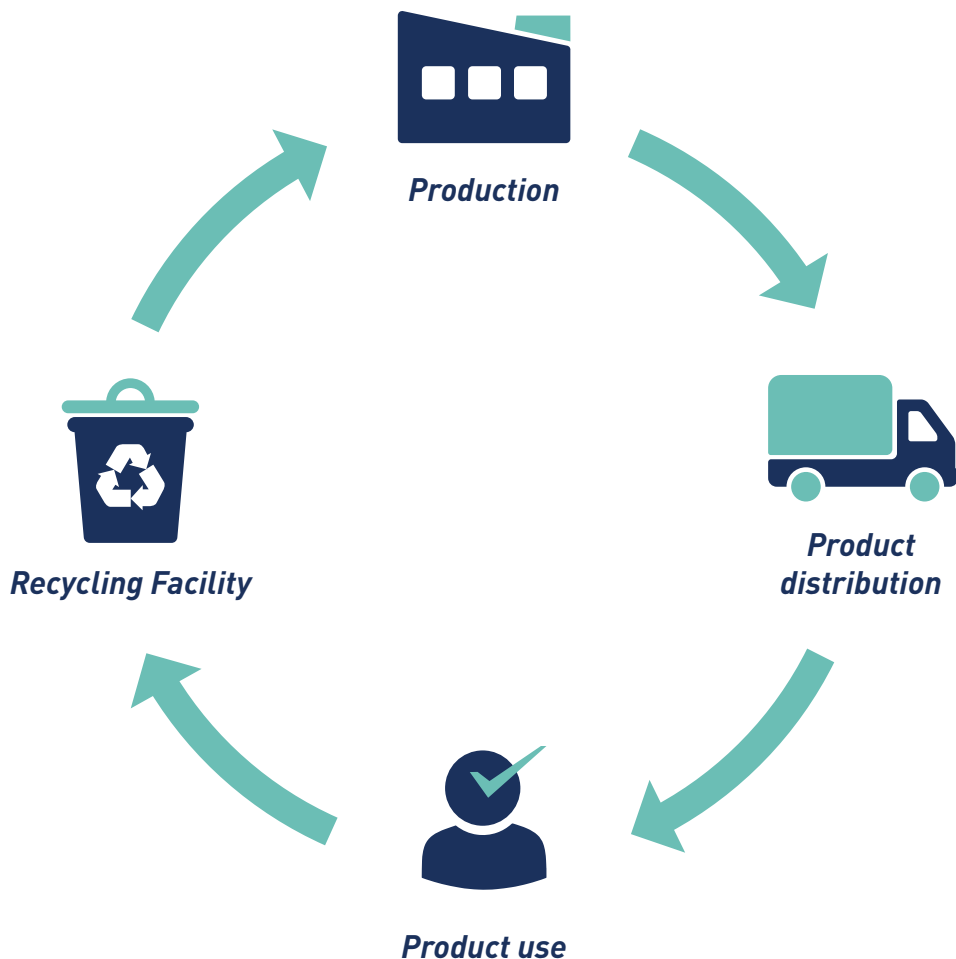 Production
Product
distribution
Recycling Facility
Product use